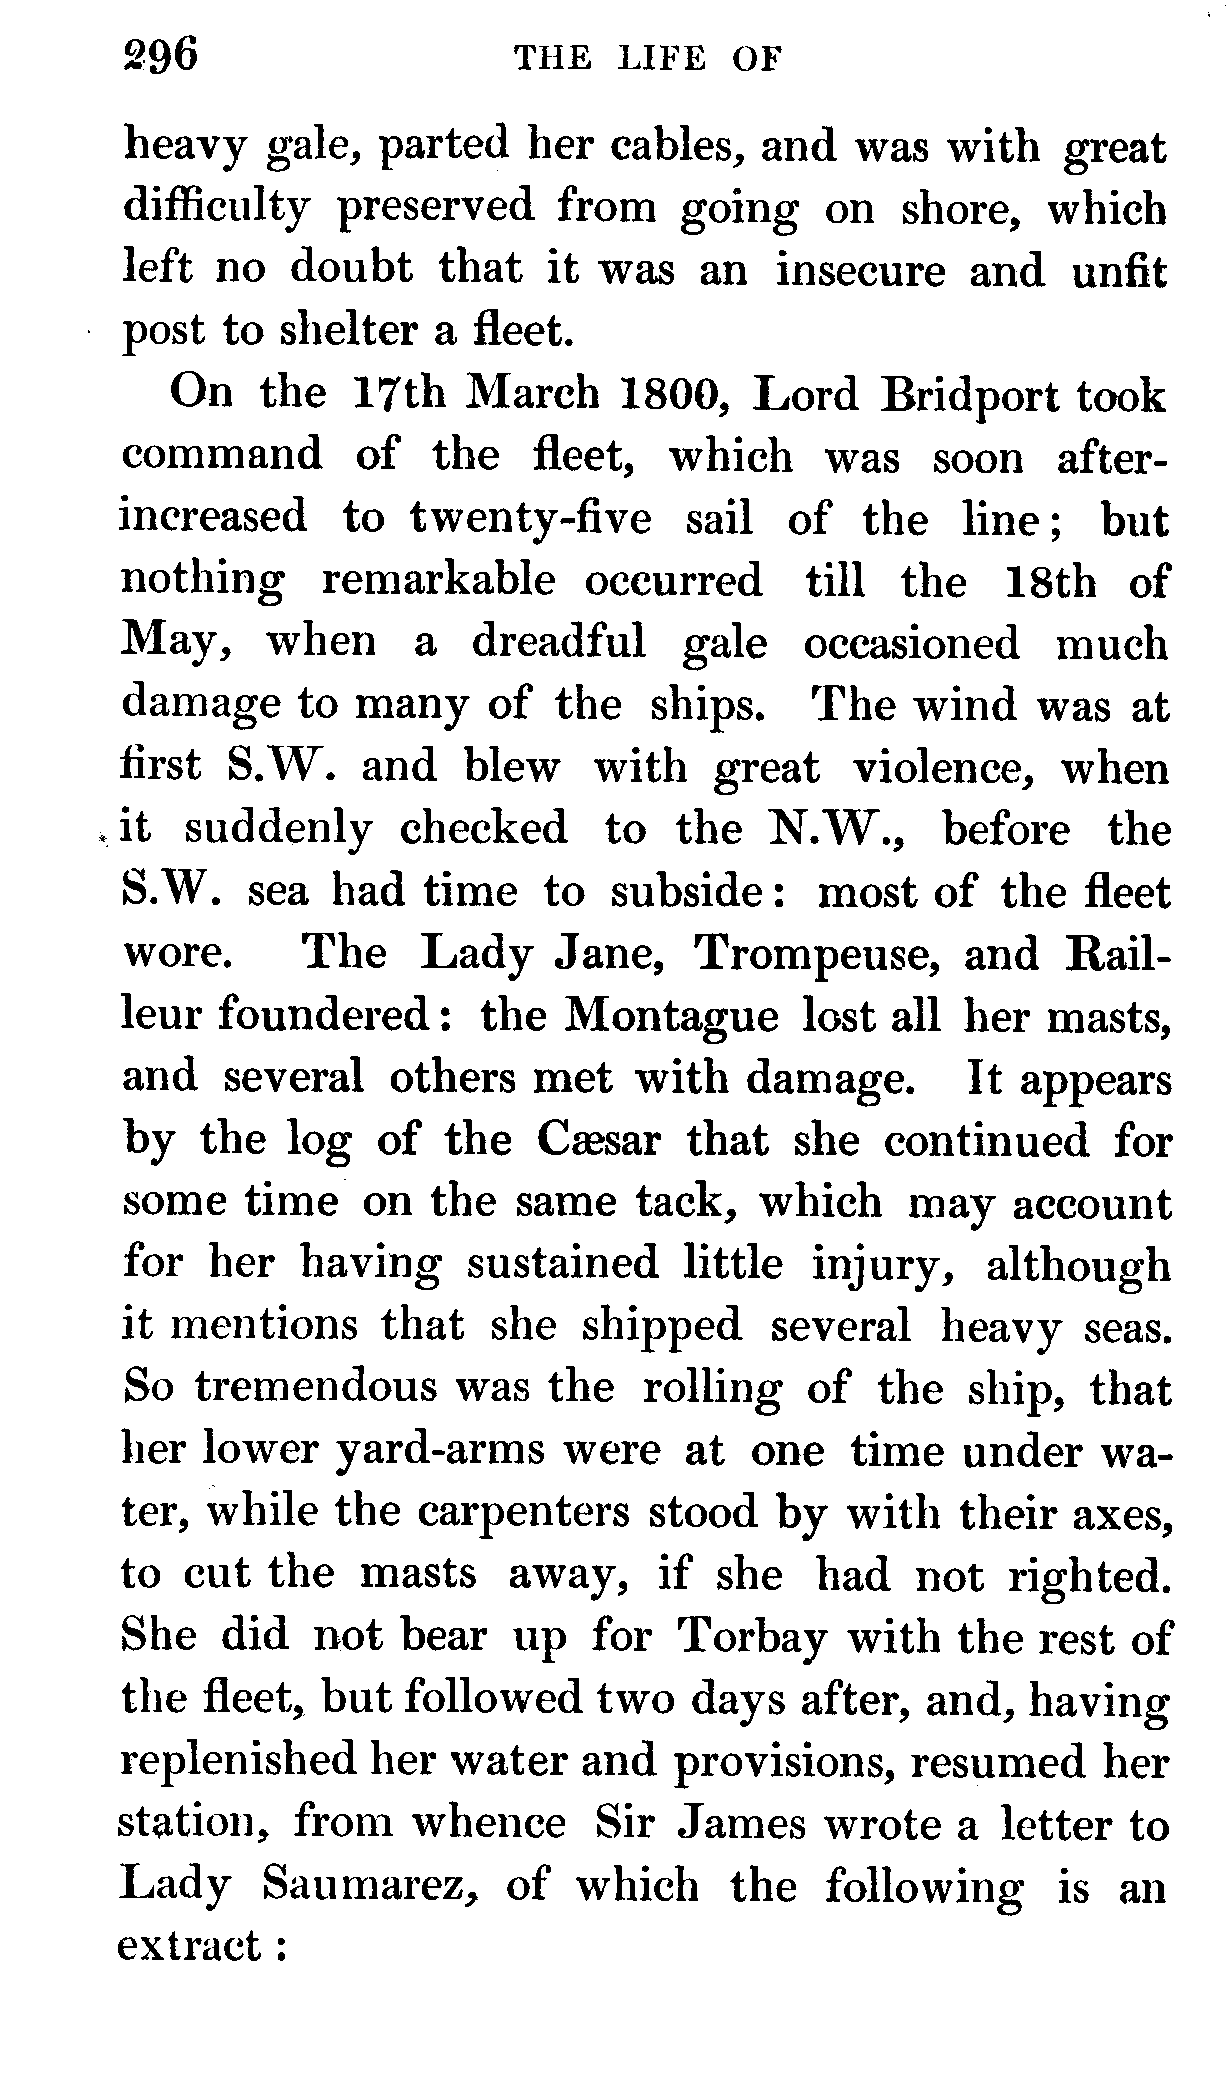 296 THE LIFE OF
heavy gale, parted her cables, and was with great
difficulty preserved from going on shore, which
left no doubt that it was an insecure and unfit
post to shelter a fleet.
On the 17th March 1800, Lord Bridport took
command of the fleet, which was soon after-
increased to twenty-five sail of the line; but
nothing remarkable occurred till the 18th of
May, when a dreadful gale occasioned much
damage to many of the ships. The wind was at
first S.W. and blew with great violence, when
it suddenly checked to the N.W., before the
S.W. sea had time to subside: most of the fleet
wore. The Lady Jane, Trompeuse, and Rail-
leur foundered: the Montague lost all her masts,
and several others met with damage. It appears
by the log of the Cæsar that she continued for
some time on the same tack, which may account
for her having sustained little injury, although
it mentions that she shipped several heavy seas.
So tremendous was the rolling of the ship, that
her lower yard-arms were at one time under wa-
ter, while the carpenters stood by with their axes,
to cut the masts away, if she had not righted.
She did not bear up for Torbay with the rest of
the fleet, but followed two days after, and, having
replenished her water and provisions, resumed her
station, from whence Sir James wrote a letter to
Lady Saumarez, of which the following is an
extract: